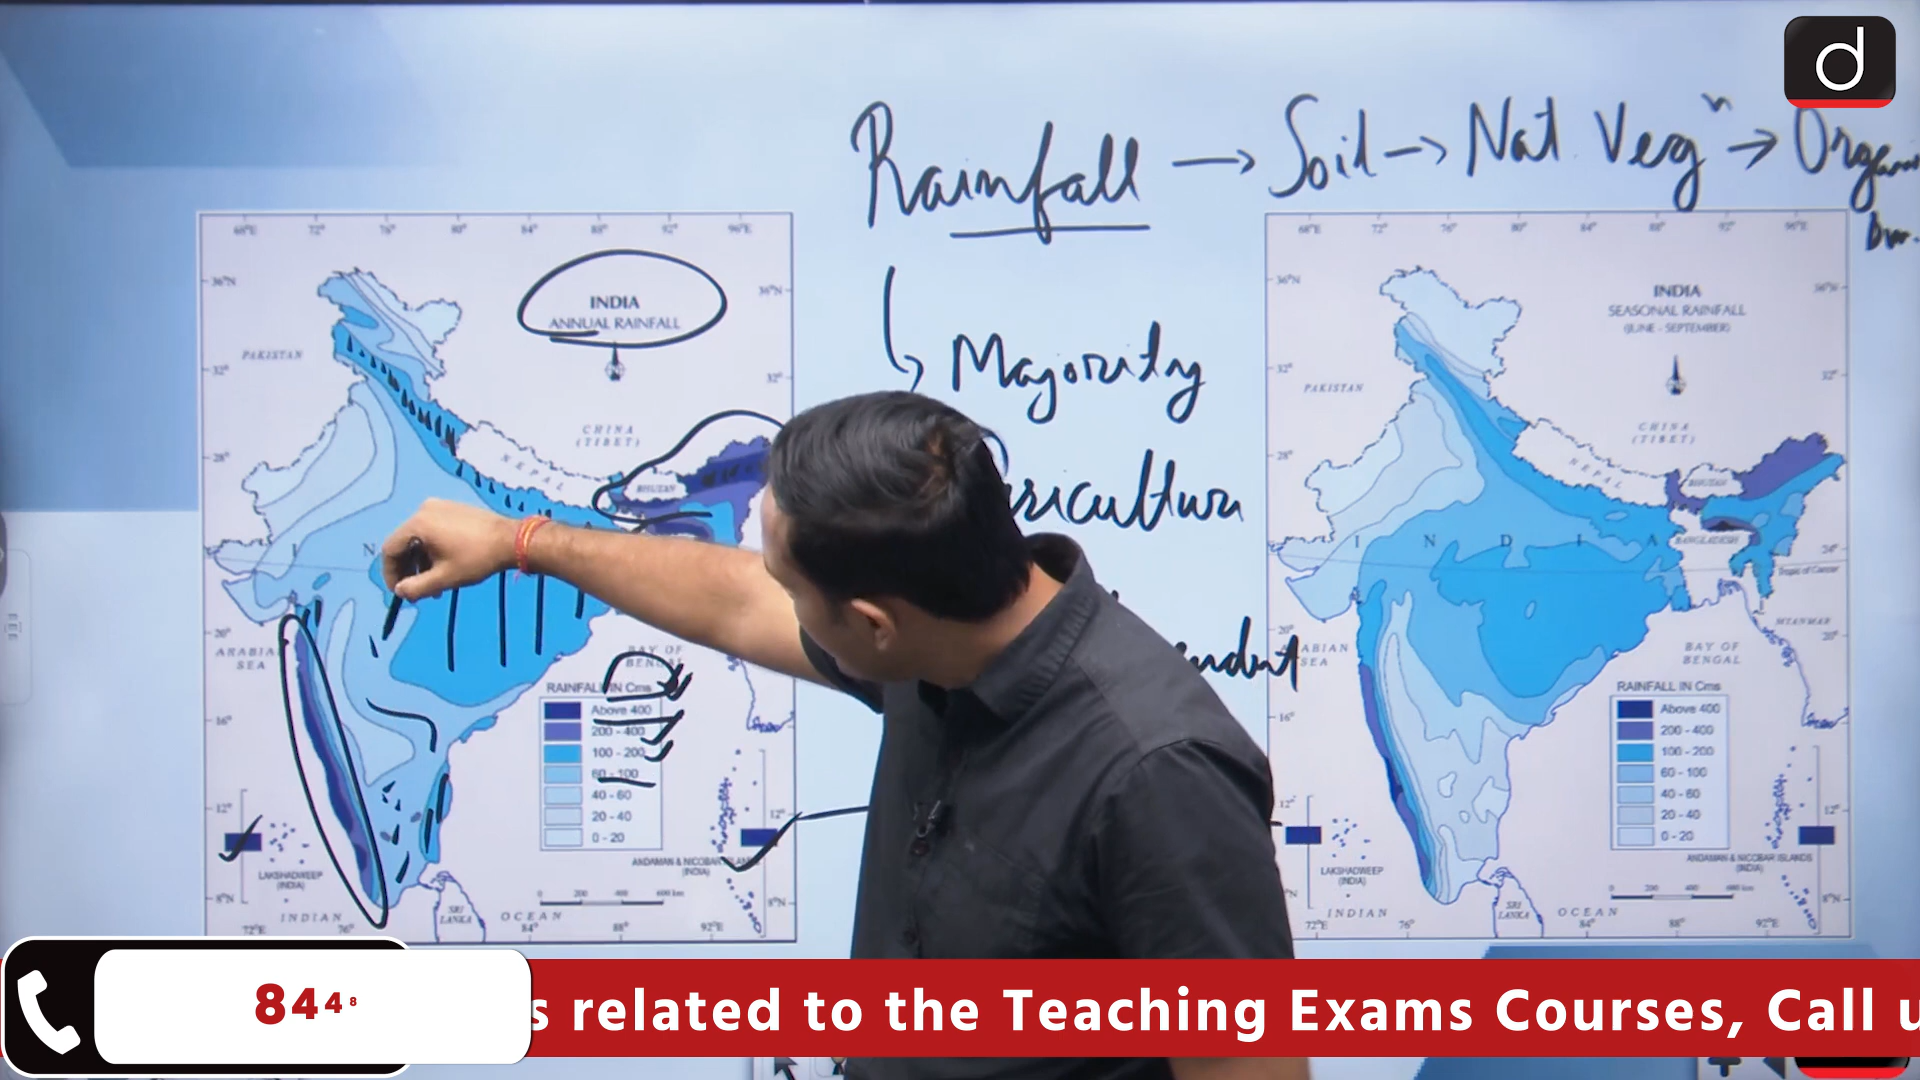 d
Rainfall → Soil → Nat. Vegn →
Majority
INDIA
ANNUAL RAINFALL
PAKISTAN
CHINA
(TIBET)
NEPAL
BHUTAN
I N
ARABIAN
SEA
BAY OF
BENGAL
RAINFALL IN Cms
Above 400
200 - 400
100 - 200
60 - 100
40 - 60
20 - 40
0 - 20
LAKSHADWEEP
(INDIA)
ANDAMAN & NICOBAR ISLANDS
(INDIA)
INDIAN OCEAN
SRI
LANKA
INDIA
SEASONAL RAINFALL
(JUNE - SEPTEMBER)
PAKISTAN
CHINA
(TIBET)
NEPAL
BHUTAN
BANGLADESH
I N D I A
Tropic of Cancer
MYANMAR
ARABIAN
SEA
BAY OF
BENGAL
RAINFALL IN Cms
Above 400
200 - 400
100 - 200
60 - 100
40 - 60
20 - 40
0 - 20
LAKSHADWEEP
(INDIA)
ANDAMAN & NICOBAR ISLANDS
(INDIA)
INDIAN OCEAN
SRI
LANKA
8448
s related to the Teaching Exams Courses, Call u